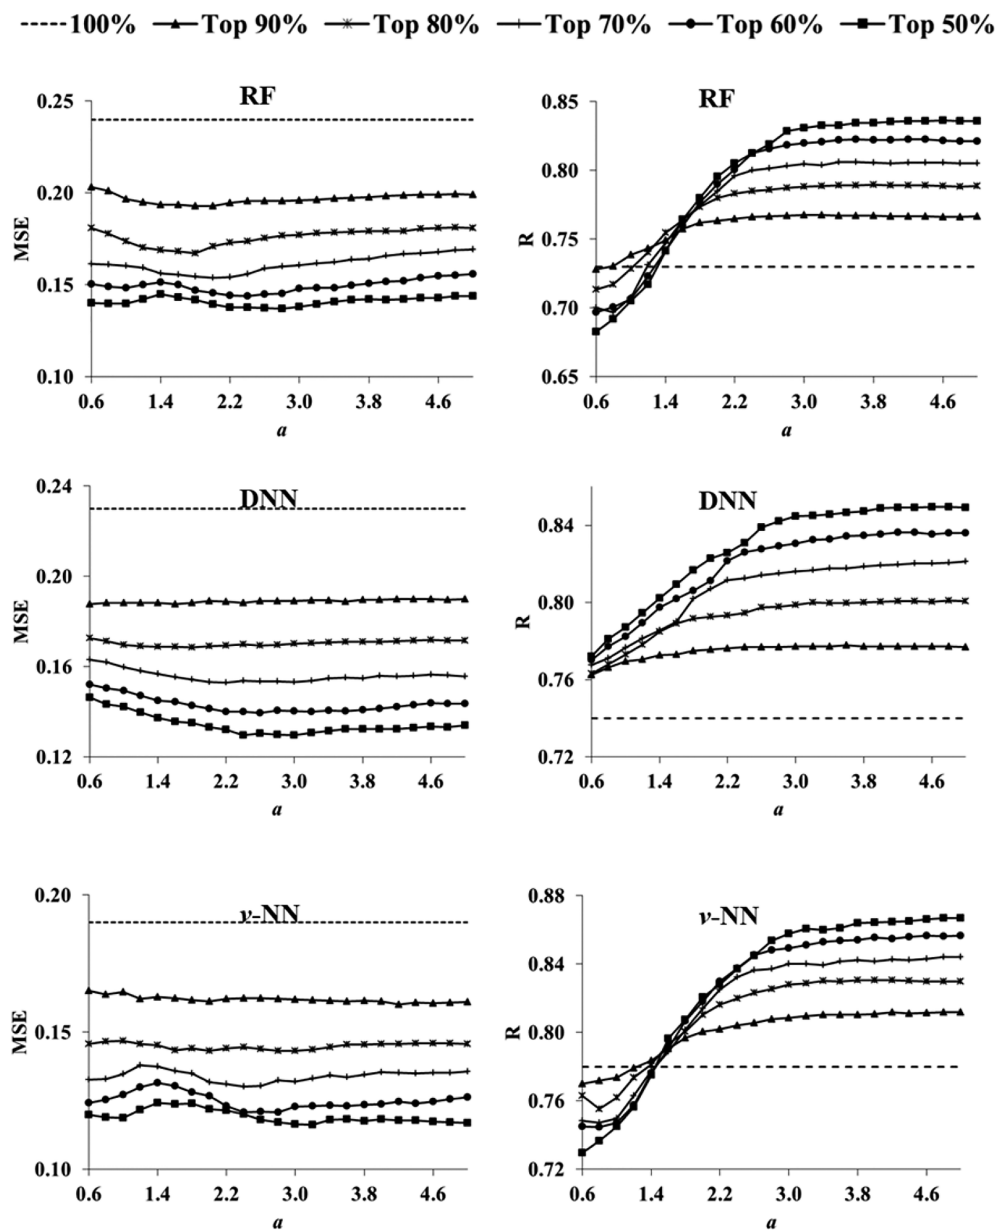 100% Top 90% Top 80% Top 70% Top 60% Top 50%
RF
0.25
0.20
0.15
0.10
MSE
0.6 1.4 2.2 3.0 3.8 4.6
a
RF
0.85
0.80
0.75
0.70
0.65
R
0.6 1.4 2.2 3.0 3.8 4.6
a
DNN
0.24
0.20
0.16
0.12
MSE
0.6 1.4 2.2 3.0 3.8 4.6
a
DNN
0.84
0.80
0.76
0.72
R
0.6 1.4 2.2 3.0 3.8 4.6
a
v-NN
0.20
0.15
0.10
MSE
0.6 1.4 2.2 3.0 3.8 4.6
a
v-NN
0.88
0.84
0.80
0.76
0.72
R
0.6 1.4 2.2 3.0 3.8 4.6
a